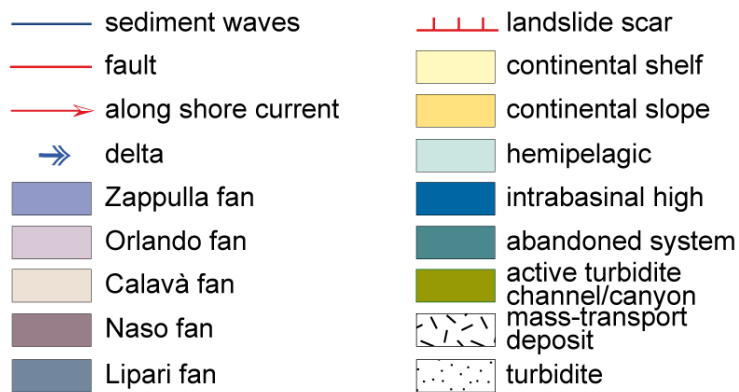 sediment waves
fault
along shore current
delta
Zappulla fan
Orlando fan
Calavà fan
Naso fan
Lipari fan
landslide scar
continental shelf
continental slope
hemipelagic
intrabasinal high
abandoned system
active turbidite
channel/canyon
mass-transport
deposit
turbidite